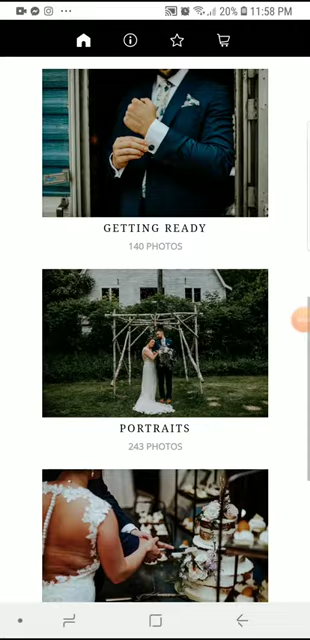 20% 11:58 PM
GETTING READY
140 PHOTOS
PORTRAITS
243 PHOTOS